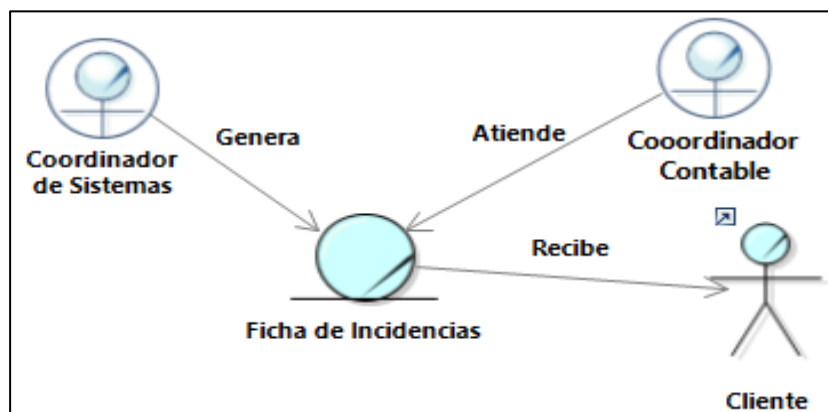 Coordinador
de Sistemas
Genera
Atiende
Cooordinador
Contable
Recibe
Ficha de Incidencias
Cliente